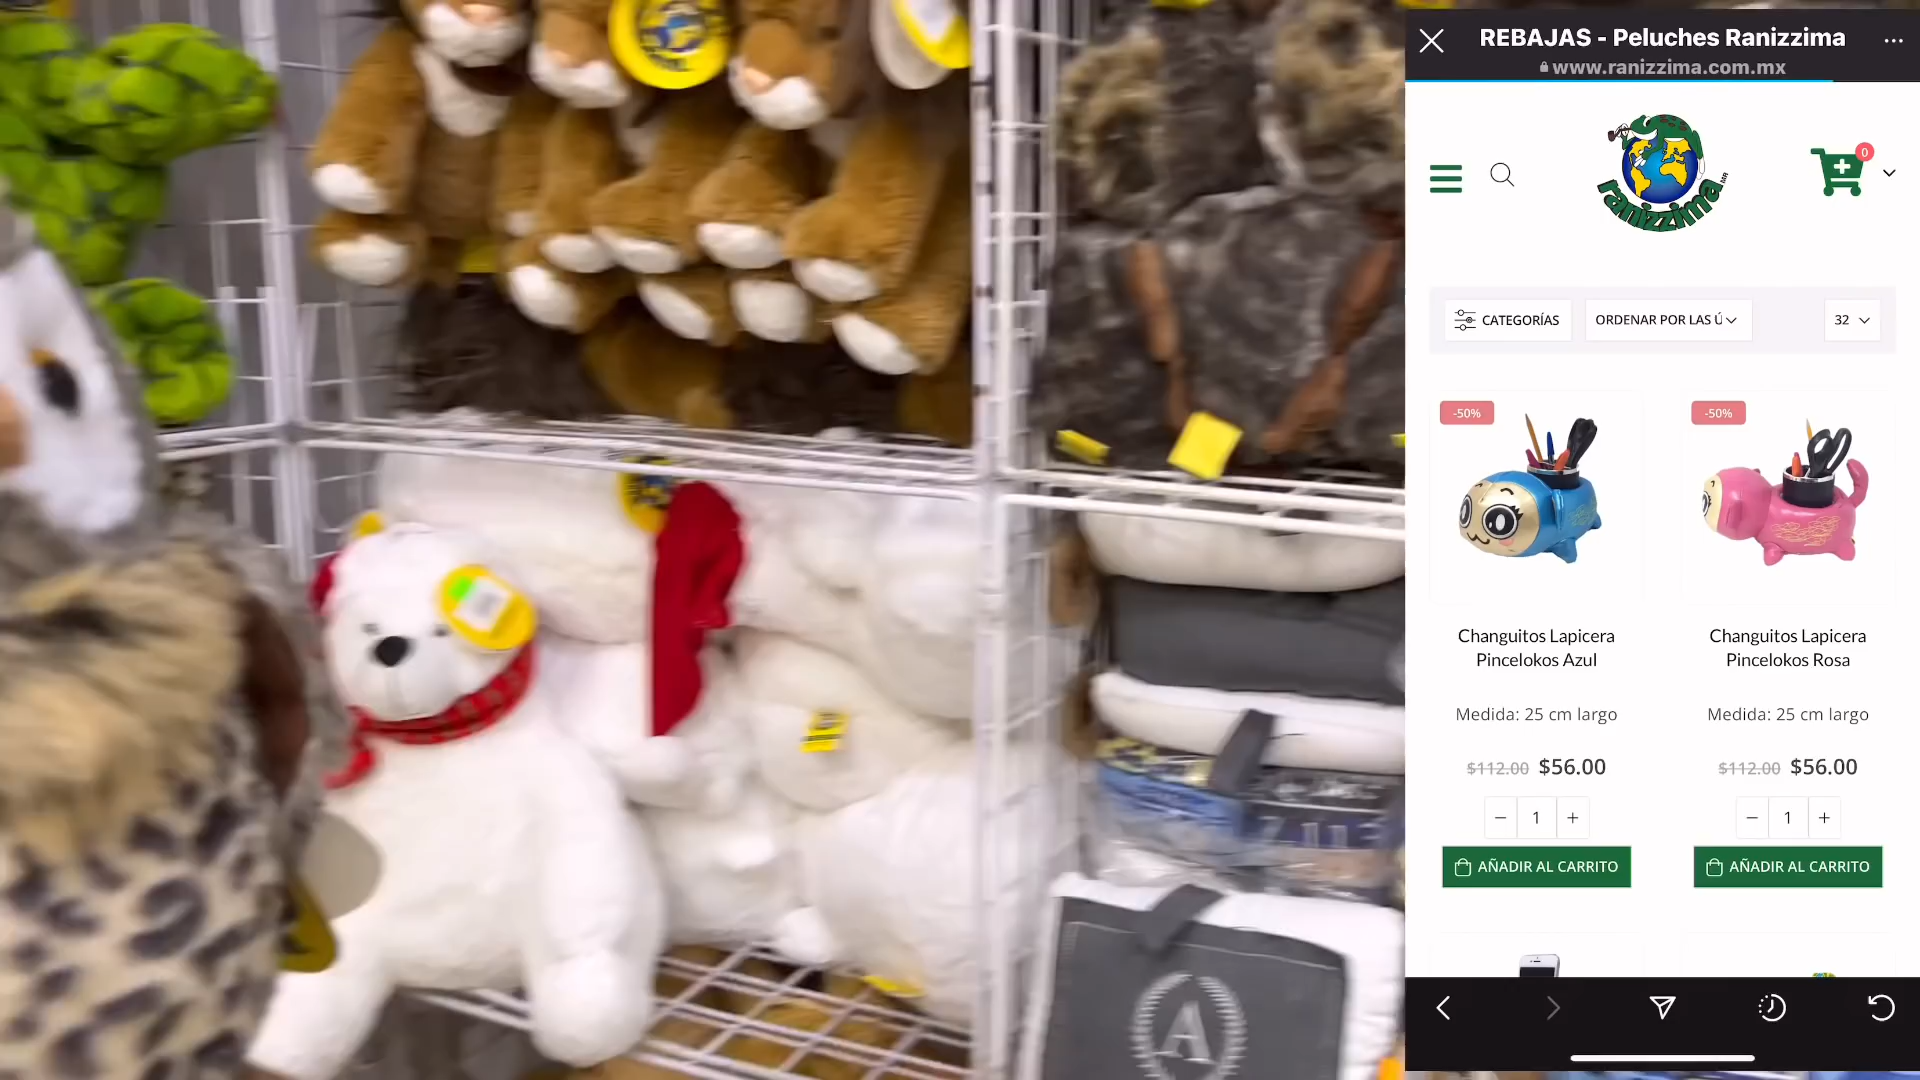 REBAJAS - Peluches Ranizzima
www.ranizzima.com.mx
ranizzima
MR
0
CATEGORÍAS
ORDENAR POR LAS Ú
32
-50%
-50%
Changuitos Lapicera
Pincelokos Azul
Changuitos Lapicera
Pincelokos Rosa
Medida: 25 cm largo
Medida: 25 cm largo
$112.00 $56.00
$112.00 $56.00
− 1 +
− 1 +
AÑADIR AL CARRITO
AÑADIR AL CARRITO
A